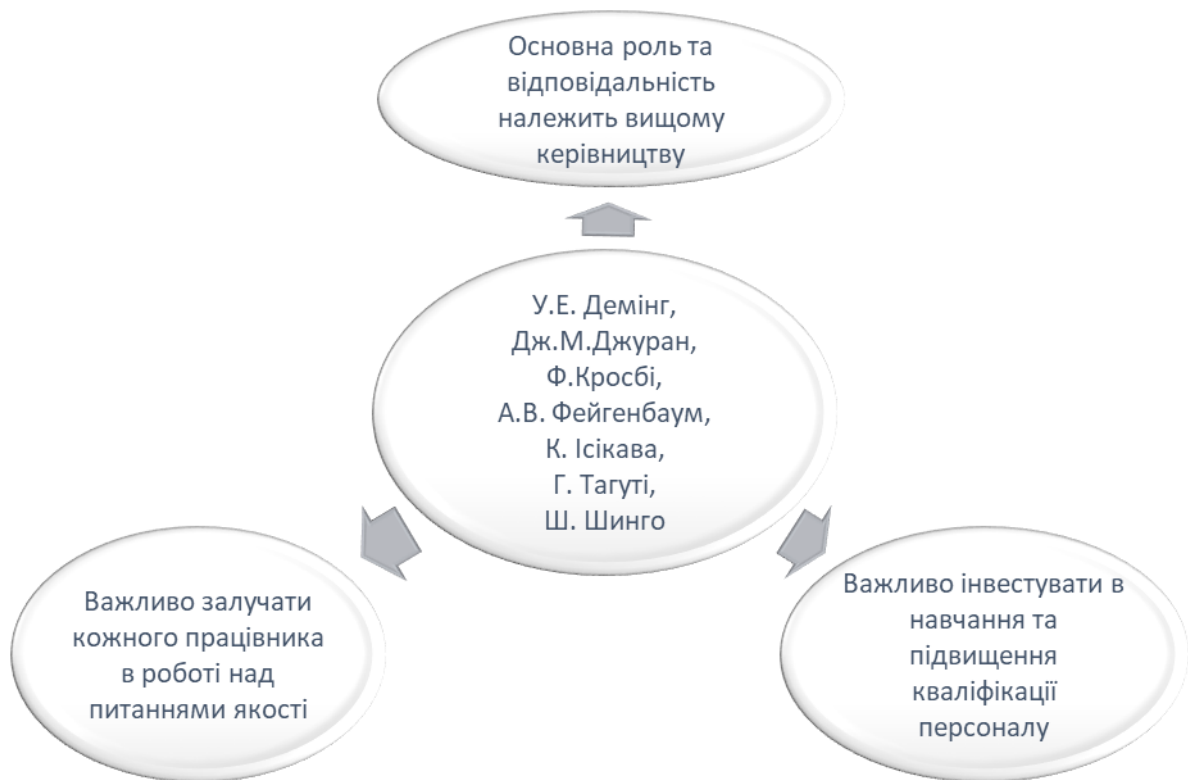 Основна роль та
відповідальність
належить вищому
керівництву
У.Е. Демінг,
Дж.М.Джуран,
Ф.Кросбі,
А.В. Фейгенбаум,
К. Ісікава,
Г. Тагуті,
Ш. Шинго
Важливо залучати
кожного працівника
в роботі над
питаннями якості
Важливо інвестувати в
навчання та
підвищення
кваліфікації
персоналу